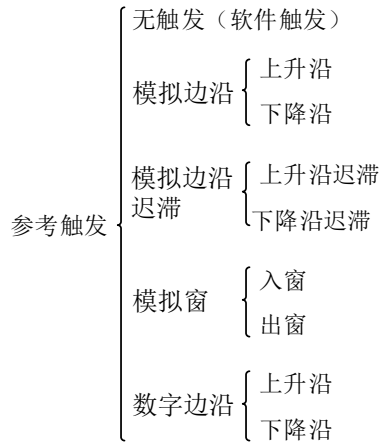 无触发（软件触发）
模拟边沿
上升沿
下降沿
模拟边沿
迟滞
上升沿迟滞
下降沿迟滞
参考触发
模拟窗
入窗
出窗
数字边沿
上升沿
下降沿